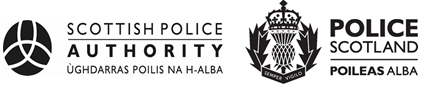 SCOTTISH POLICE
AUTHORITY
ÙGHDARRAS POILIS NA H-ALBA
SEMPER VIGILO
POLICE
SCOTLAND
POILEAS ALBA